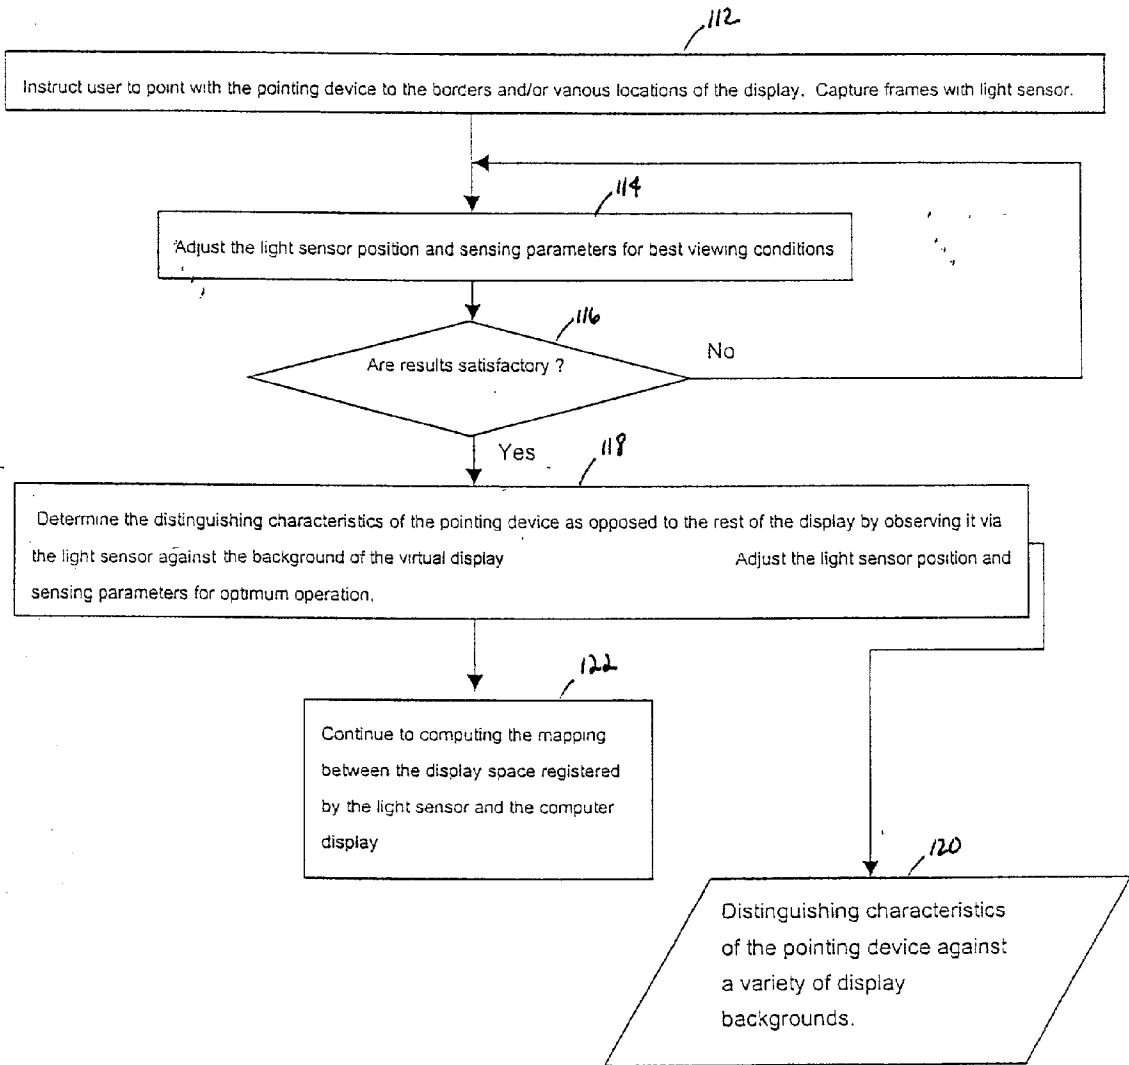 112
Instruct user to point with the pointing device to the borders and/or vanous locations of the display. Capture frames with light sensor.
114
Adjust the light sensor position and sensing parameters for best viewing conditions
116
Are results satisfactory ?
No
Yes
118
Determine the distinguishing characteristics of the pointing device as opposed to the rest of the display by observing it via
the light sensor against the background of the virtual display Adjust the light sensor position and
sensing parameters for optimum operation.
122
Continue to computing the mapping
between the display space registered
by the light sensor and the computer
display
120
Distinguishing characteristics
of the pointing device against
a variety of display
backgrounds.